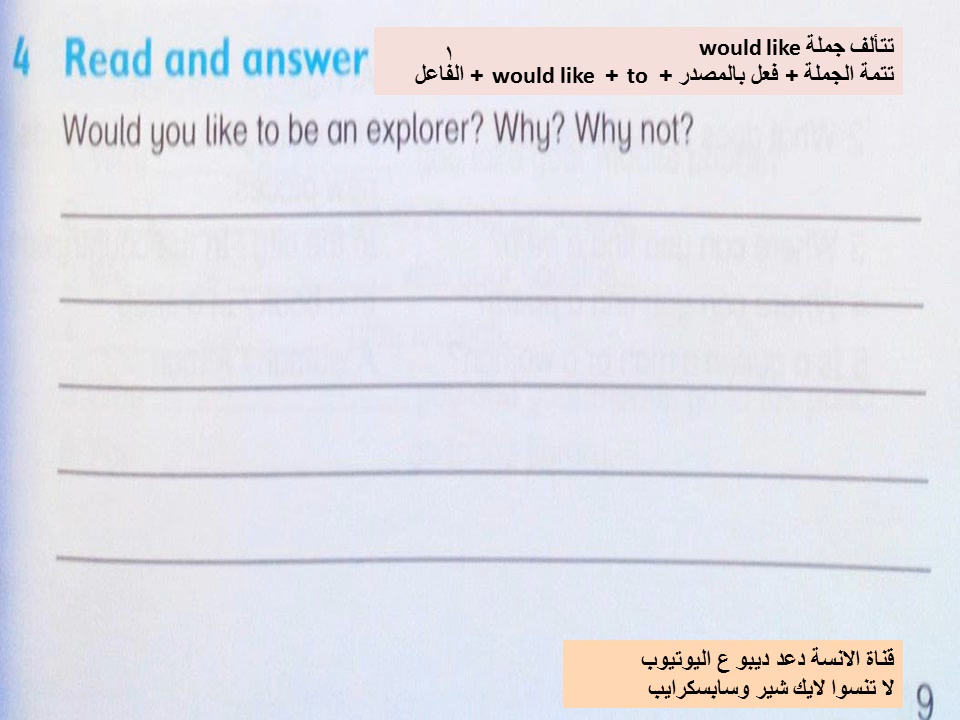 4 Read and answer
تتألف جملة would like
١
الفاعل + would like + to + فعل بالمصدر + تتمة الجملة
Would you like to be an explorer? Why? Why not?
قناة الانسة دعد ديبو ع اليوتيوب
لا تنسوا لايك شير وسابسكرايب
9